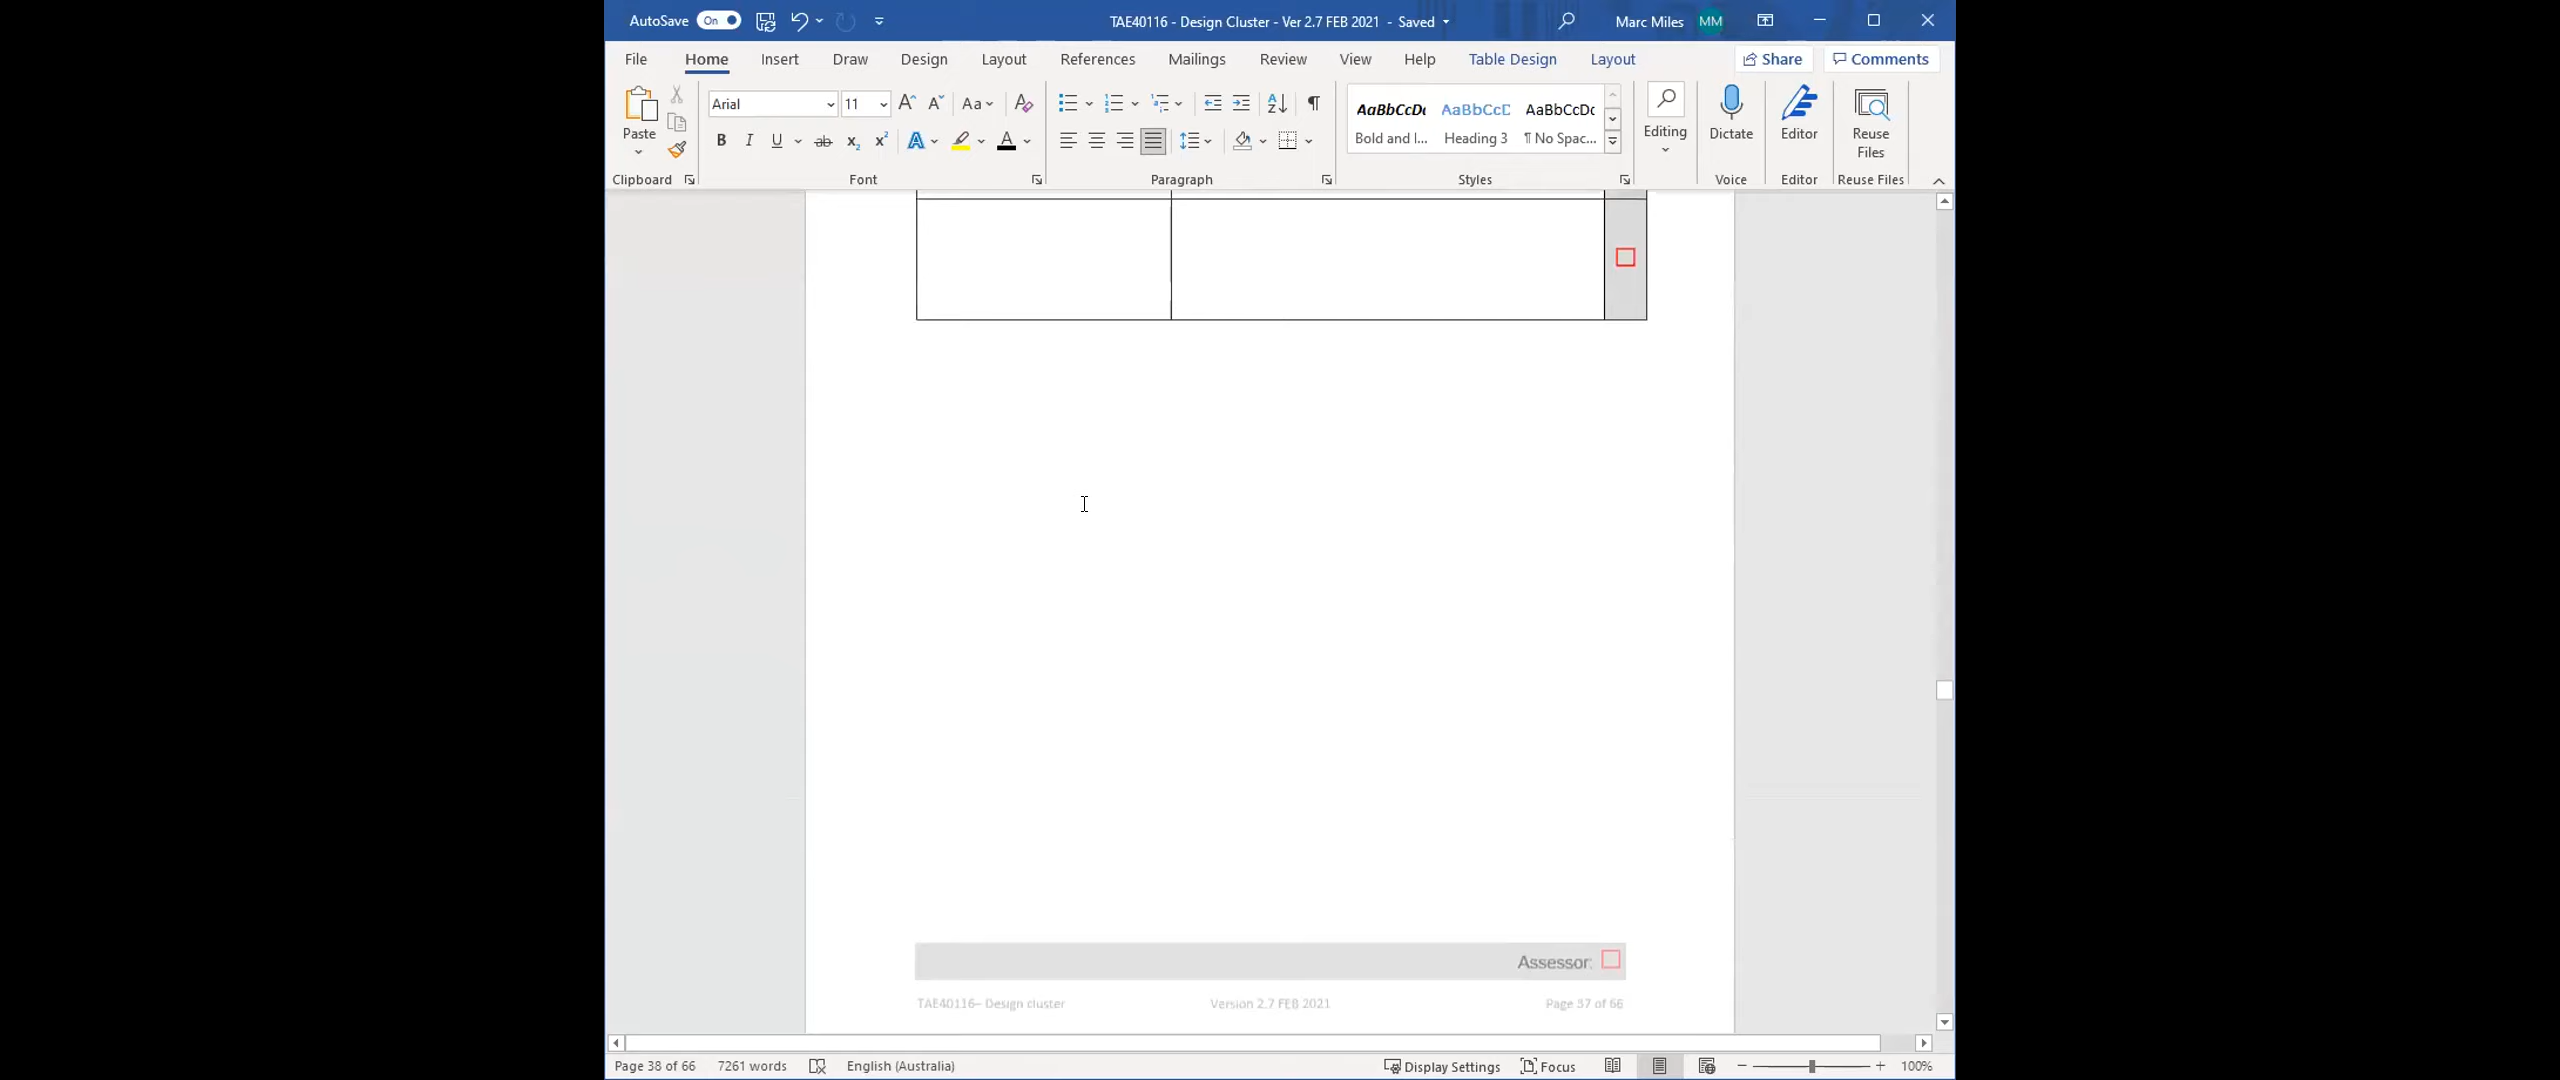 AutoSave On TAE40116 - Design Cluster - Ver 2.7 FEB 2021 - Saved Marc Miles MM
File Home Insert Draw Design Layout References Mailings Review View Help Table Design Layout Share Comments
Arial 11 Aa
Paste B I U ab x₂ x² A A
AaBbCcDc AaBbCcD AaBbCcDc
Bold and I... Heading 3 ¶ No Spac...
Editing Dictate Editor Reuse Files
Clipboard Font Paragraph Styles Voice Editor Reuse Files
Assessor:
TAE40116– Design cluster Version 2.7 FEB 2021 Page 37 of 66
Page 38 of 66 7261 words English (Australia) Display Settings Focus 100%